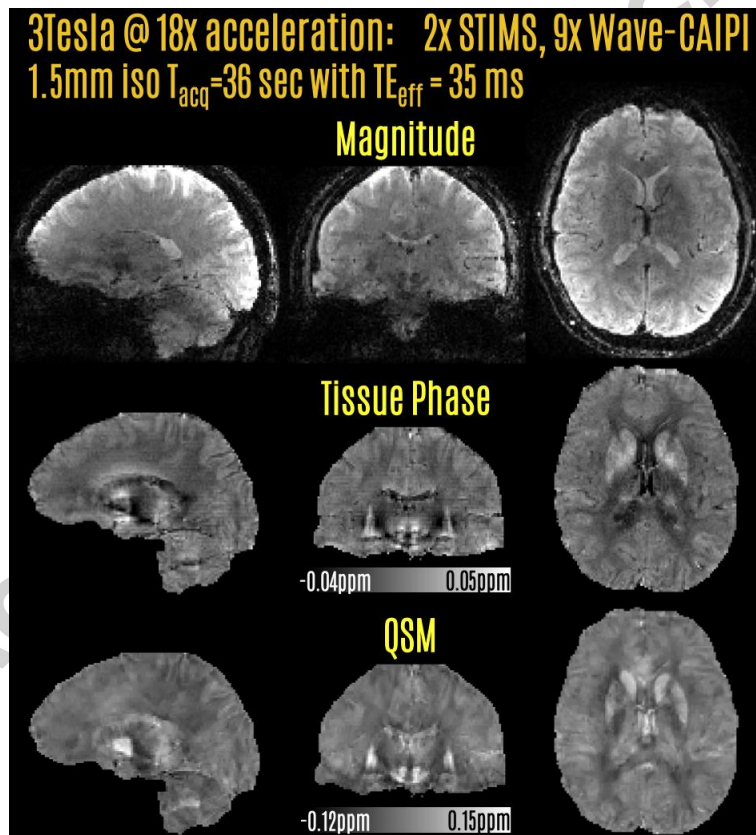 3Tesla @ 18x acceleration: 2x STIMS, 9x Wave-CAIPI
1.5mm iso Tacq=36 sec with TEeff = 35 ms
Magnitude
Tissue Phase
-0.04ppm 0.05ppm
QSM
-0.12ppm 0.15ppm